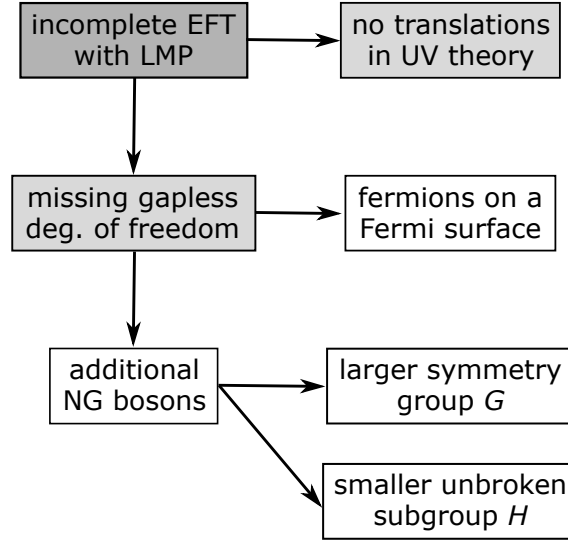 incomplete EFT
with LMP
no translations
in UV theory
missing gapless
deg. of freedom
fermions on a
Fermi surface
additional
NG bosons
larger symmetry
group G
smaller unbroken
subgroup H